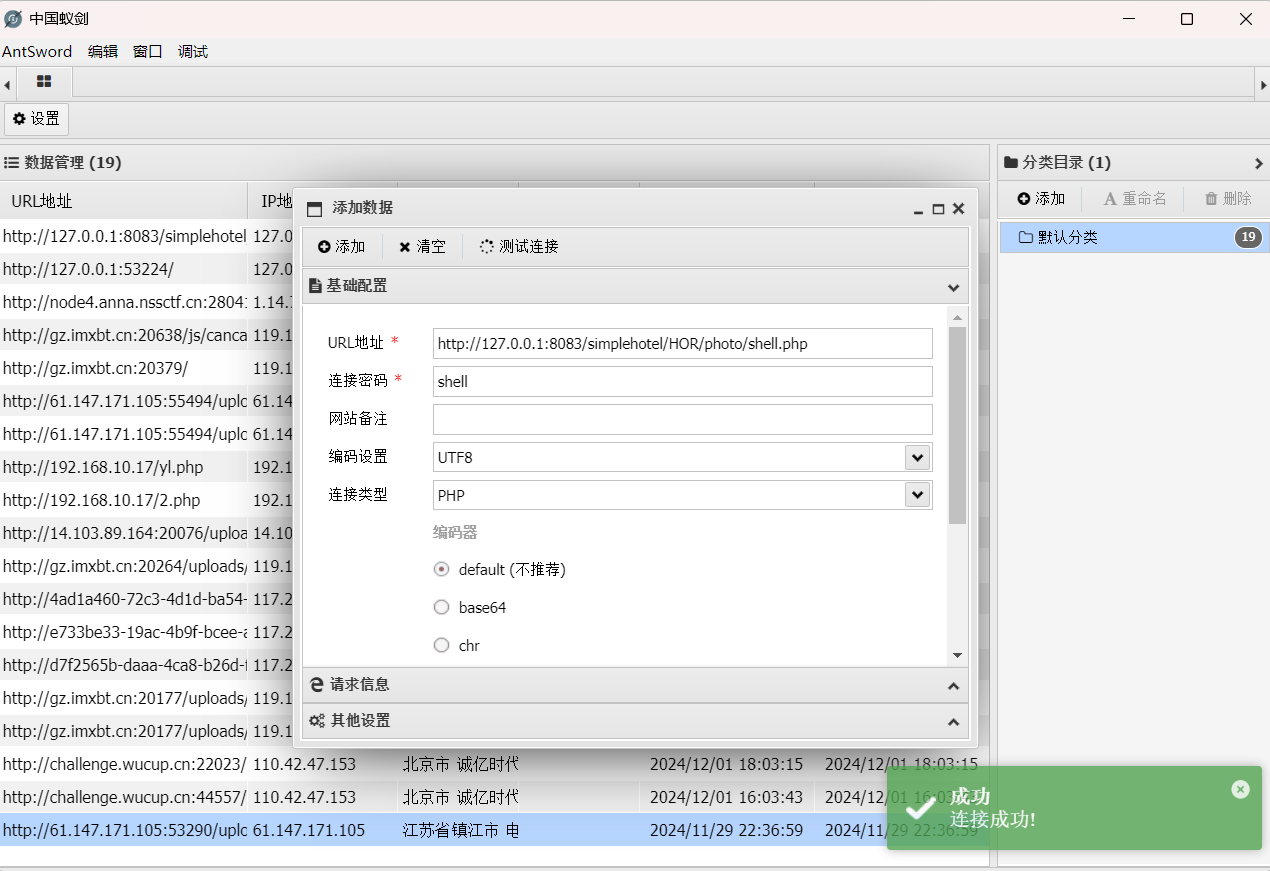 中国蚁剑
AntSword 编辑 窗口 调试
设置
数据管理 (19)
URL地址 IP地
http://127.0.0.1:8083/simplehotel 127.0
http://127.0.0.1:53224/ 127.0
http://node4.anna.nssctf.cn:2804 1.14.
http://gz.imxbt.cn:20638/js/canca 119.1
http://gz.imxbt.cn:20379/ 119.1
http://61.147.171.105:55494/uplo 61.14
http://61.147.171.105:55494/uplo 61.14
http://192.168.10.17/yl.php 192.1
http://192.168.10.17/2.php 192.1
http://14.103.89.164:20076/uploa 14.10
http://gz.imxbt.cn:20264/uploads/ 119.1
http://4ad1a460-72c3-4d1d-ba54- 117.2
http://e733be33-19ac-4b9f-bcee-a 117.2
http://d7f2565b-daaa-4ca8-b26d- 117.2
http://gz.imxbt.cn:20177/uploads/ 119.1
http://gz.imxbt.cn:20177/uploads/ 119.1
http://challenge.wucup.cn:22023/ 110.42.47.153 北京市 诚亿时代 2024/12/01 18:03:15 2024/12/01 18:03:15
http://challenge.wucup.cn:44557/ 110.42.47.153 北京市 诚亿时代 2024/12/01 16:03:43 2024/12/01 16:03:43
http://61.147.171.105:53290/uplo 61.147.171.105 江苏省镇江市 电 2024/11/29 22:36:59 2024/11/29 22:36:59
添加数据
添加 清空 测试连接
基础配置
URL地址 * http://127.0.0.1:8083/simplehotel/HOR/photo/shell.php
连接密码 * shell
网站备注
编码设置 UTF8
连接类型 PHP
编码器
default (不推荐)
base64
chr
请求信息
其他设置
分类目录 (1)
添加 重命名 删除
默认分类 19
成功
连接成功!